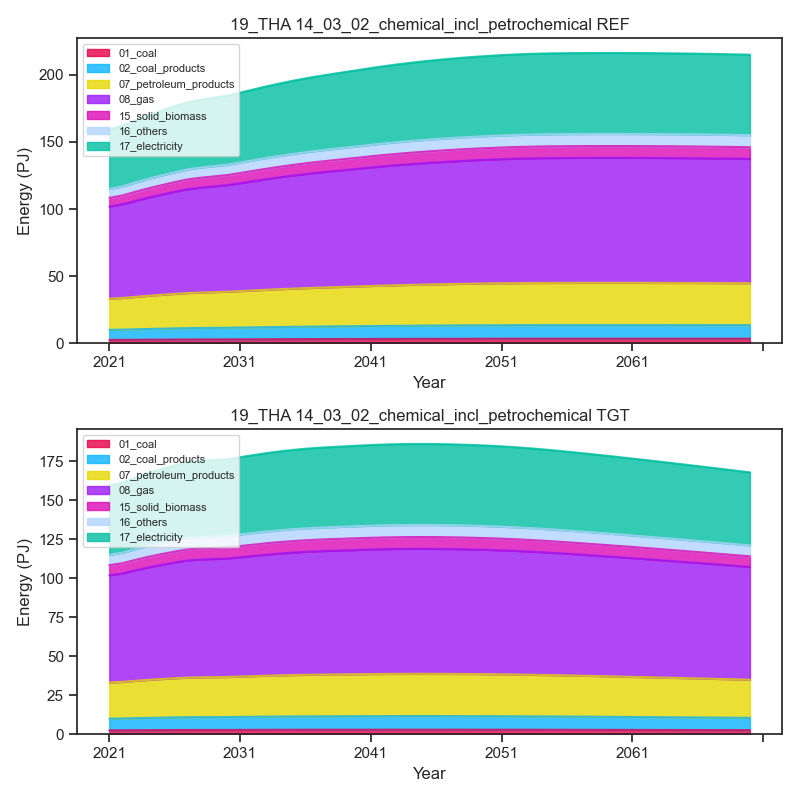 19_THA 14_03_02_chemical_incl_petrochemical REF
01_coal
02_coal_products
07_petroleum_products
08_gas
15_solid_biomass
16_others
17_electricity
Energy (PJ)
200
150
100
50
0
2021 2031 2041 2051 2061
Year
19_THA 14_03_02_chemical_incl_petrochemical TGT
01_coal
02_coal_products
07_petroleum_products
08_gas
15_solid_biomass
16_others
17_electricity
Energy (PJ)
175
150
125
100
75
50
25
0
2021 2031 2041 2051 2061
Year